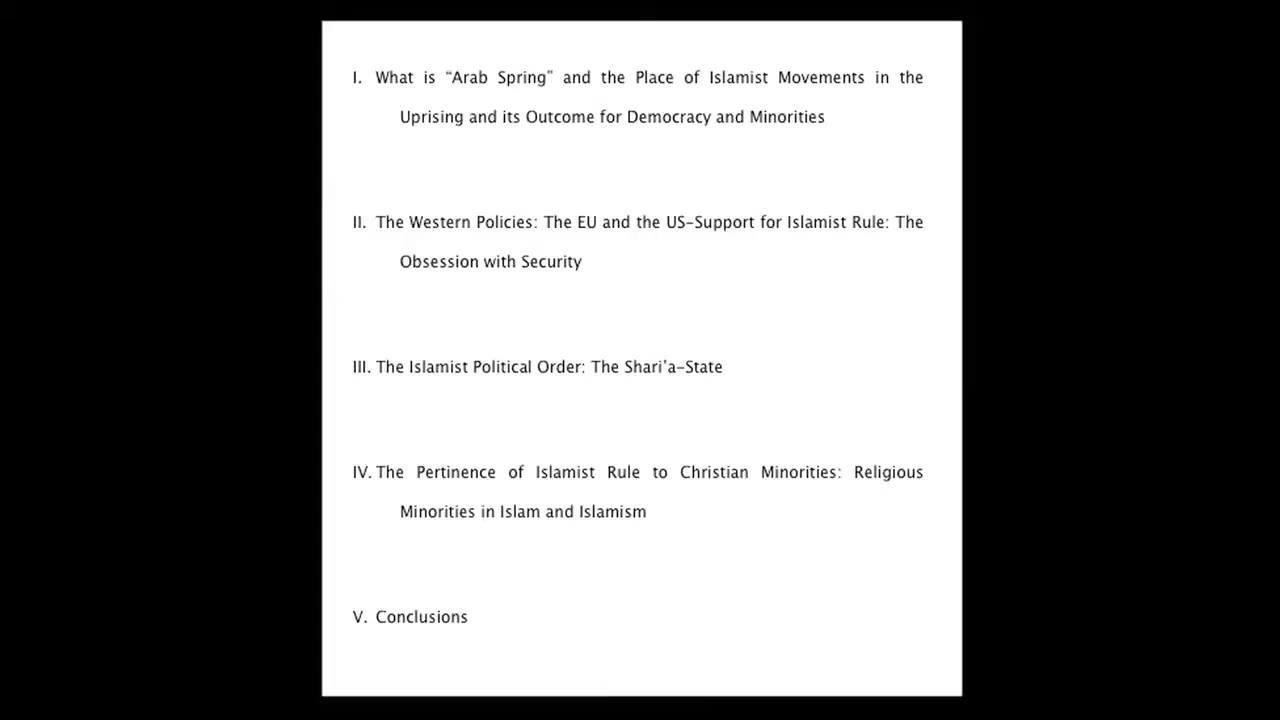 I. What is “Arab Spring” and the Place of Islamist Movements in the
Uprising and its Outcome for Democracy and Minorities
II. The Western Policies: The EU and the US-Support for Islamist Rule: The
Obsession with Security
III. The Islamist Political Order: The Shari'a-State
IV. The Pertinence of Islamist Rule to Christian Minorities: Religious
Minorities in Islam and Islamism
V. Conclusions